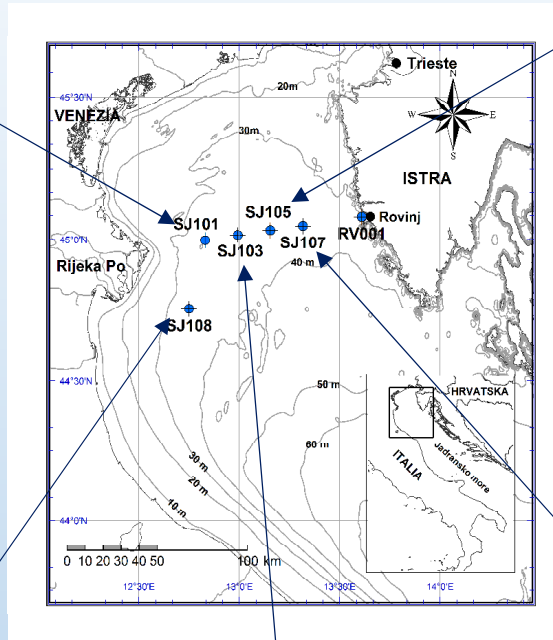 Trieste
N
20m
45°30'N
VENEZIA
W
E
30m
S
ISTRA
SJ105
SJ101
Rovinj
RV001
45°0'N
SJ103
SJ107
Rijeka Po
40 m
SJ108
44°30'N
50 m
HRVATSKA
60 m
Jadransko more
ITALIA
30 m
20 m
10 m
44°0'N
0 10 20 30 40 50 100 km
12°30'E
13°0'E
13°30'E
14°0'E